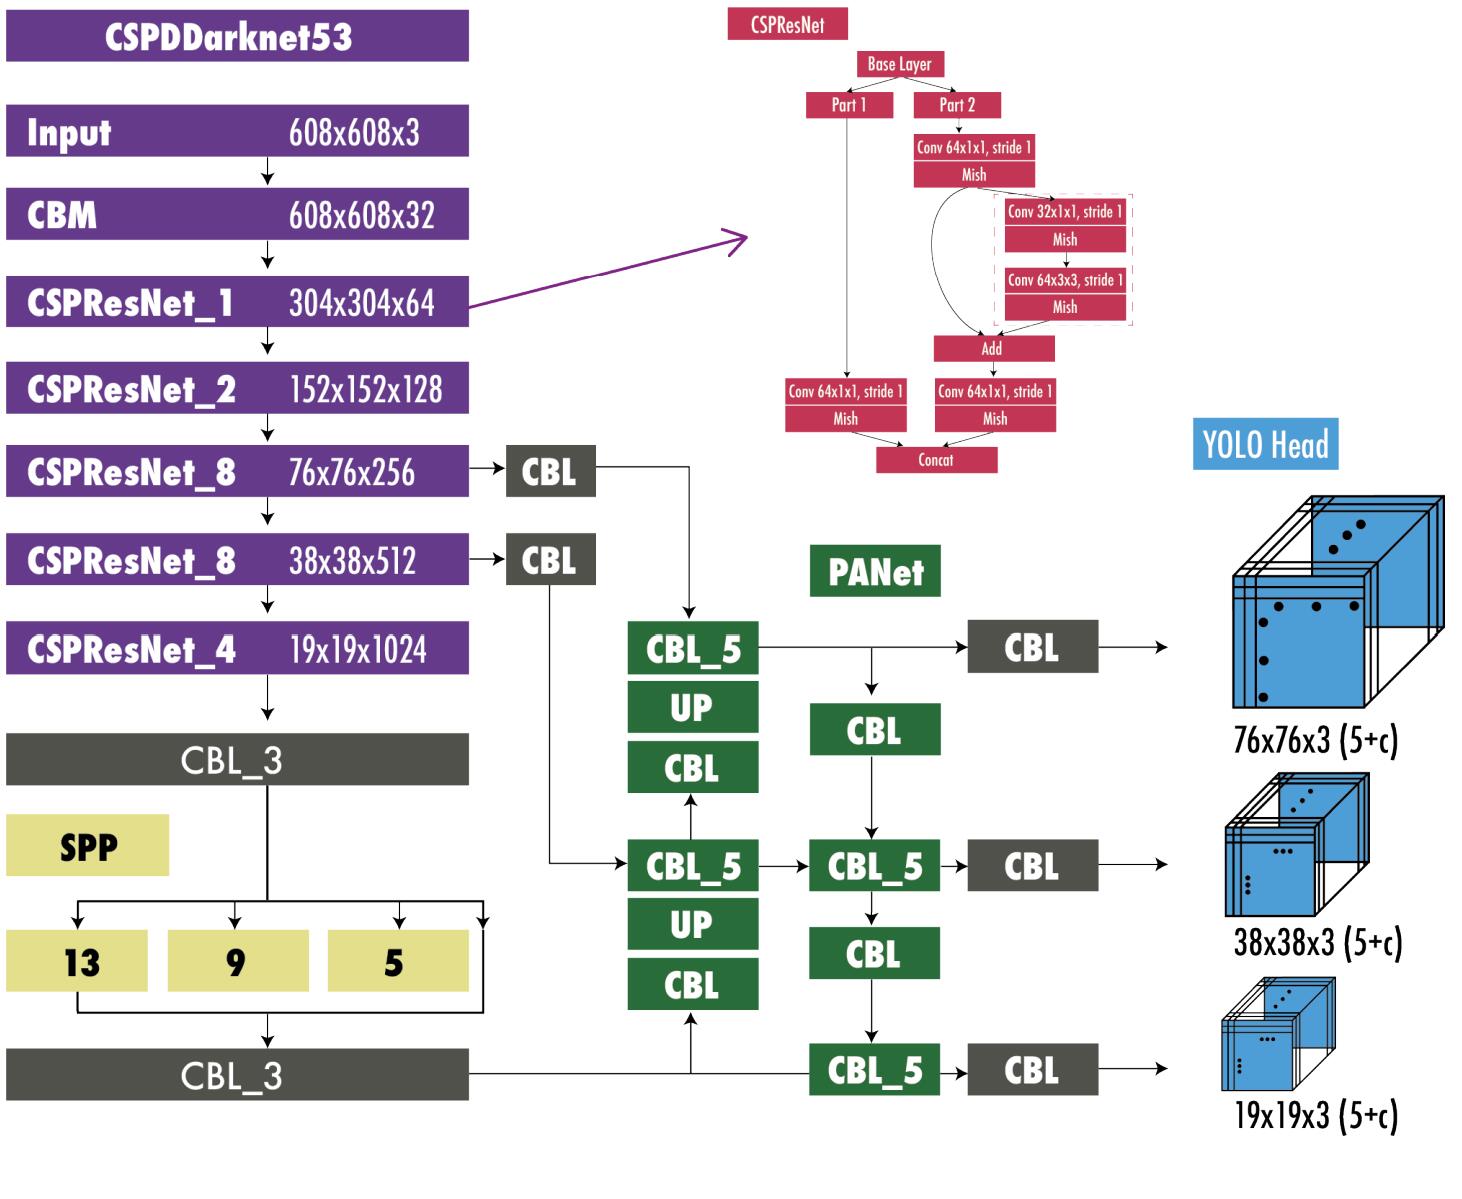 CSPDDarknet53
Input 608x608x3
CBM 608x608x32
CSPResNet_1 304x304x64
CSPResNet_2 152x152x128
CSPResNet_8 76x76x256
CSPResNet_8 38x38x512
CSPResNet_4 19x19x1024
CBL_3
SPP
13 9 5
CBL_3
CBL
CBL
CSPResNet
Base Layer
Part 1 Part 2
Conv 64x1x1, stride 1
Mish
Conv 32x1x1, stride 1
Mish
Conv 64x3x3, stride 1
Mish
Add
Conv 64x1x1, stride 1 Conv 64x1x1, stride 1
Mish Mish
Concat
PANet
CBL_5
UP
CBL
CBL_5
UP
CBL
CBL
CBL_5
CBL
CBL_5
CBL
CBL
CBL
YOLO Head
76x76x3 (5+c)
38x38x3 (5+c)
19x19x3 (5+c)